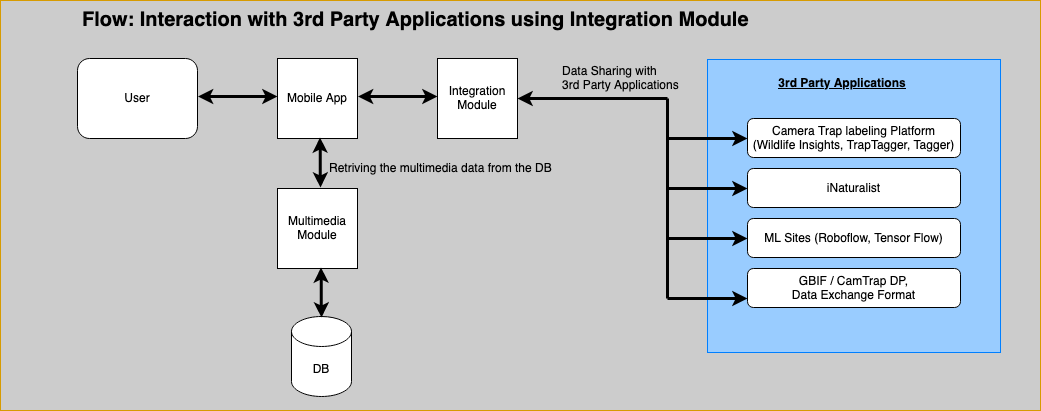 Flow: Interaction with 3rd Party Applications using Integration Module
User
Mobile App
Integration
Module
Data Sharing with
3rd Party Applications
3rd Party Applications
Camera Trap labeling Platform
(Wildlife Insights, TrapTagger, Tagger)
iNaturalist
ML Sites (Roboflow, Tensor Flow)
GBIF / CamTrap DP,
Data Exchange Format
Retriving the multimedia data from the DB
Multimedia
Module
DB